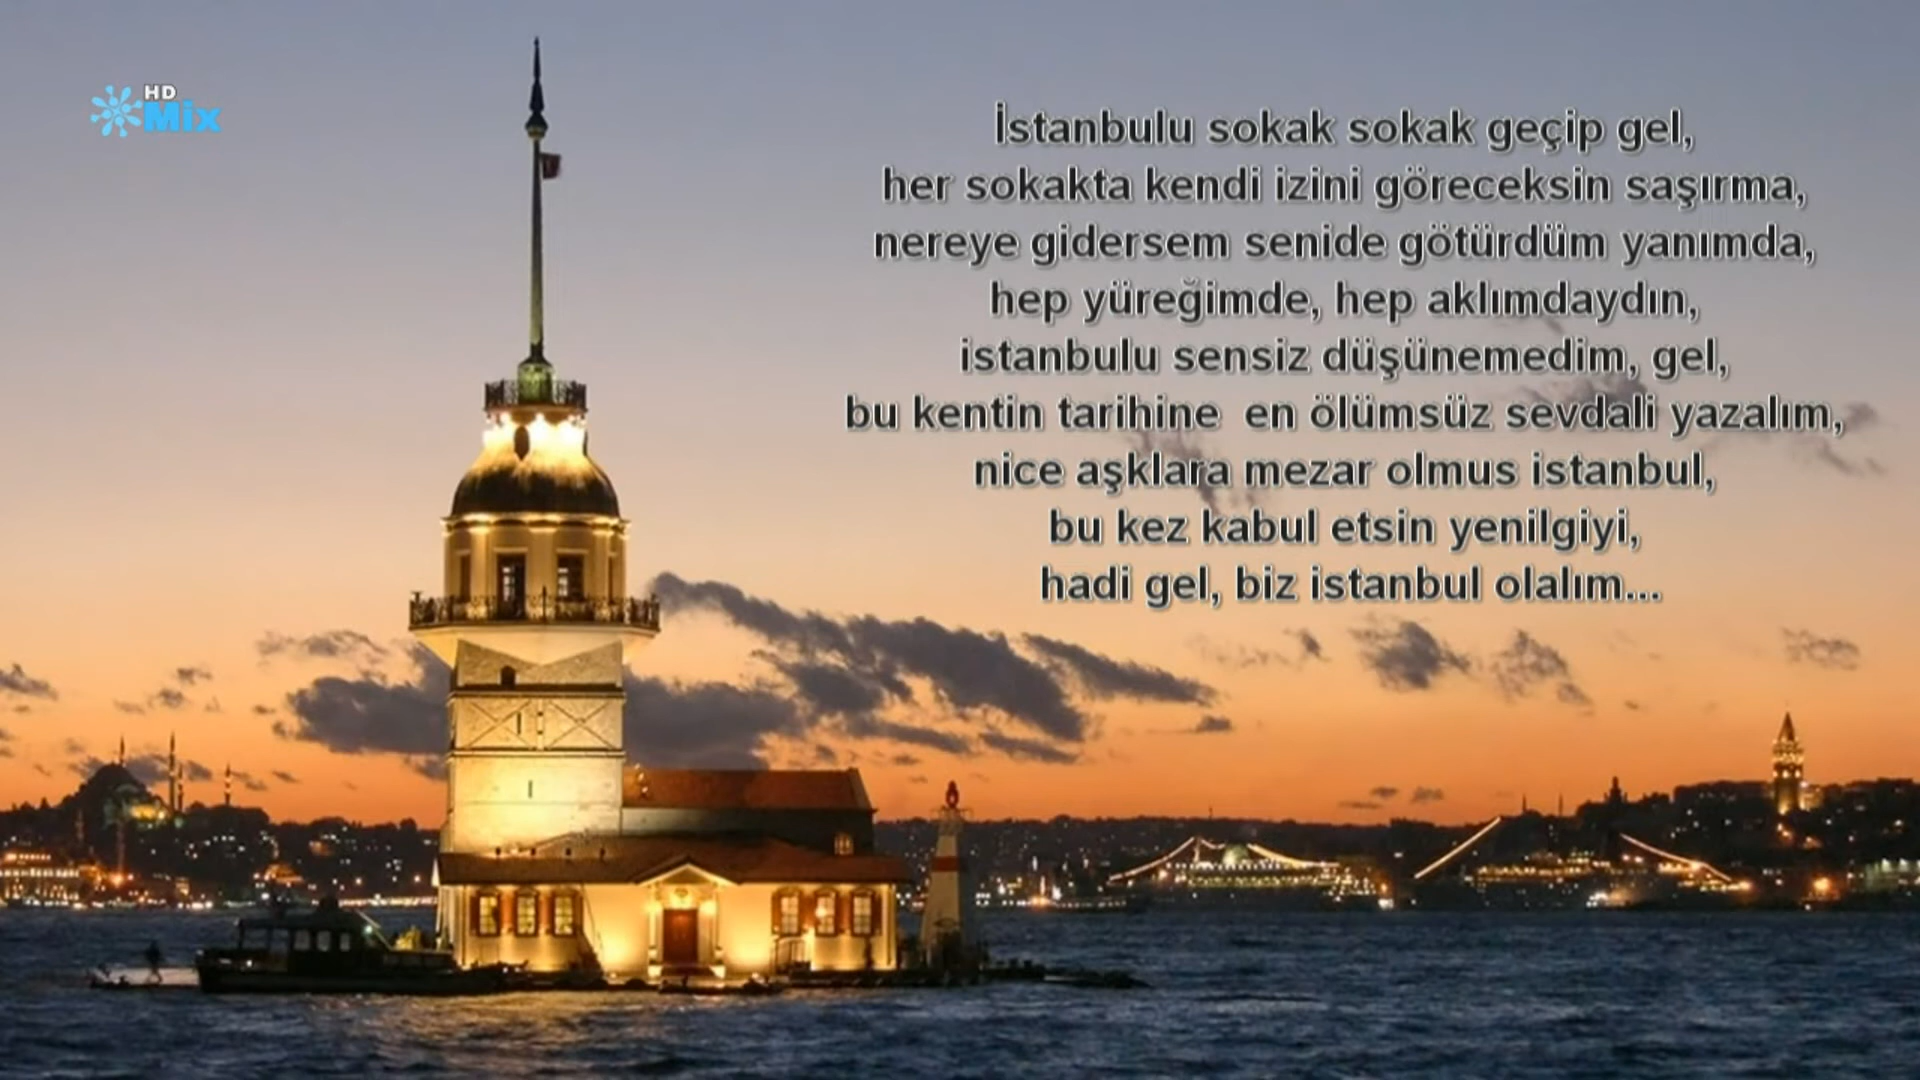 HD
Mix
İstanbulu sokak sokak geçip gel,
her sokakta kendi izini göreceksin saşırma,
nereye gidersem senide götürdüm yanımda,
hep yüreğimde, hep aklımdaydın,
istanbulu sensiz düşünemedim, gel,
bu kentin tarihine en ölümsüz sevdali yazalım,
nice aşklara mezar olmus istanbul,
bu kez kabul etsin yenilgiyi,
hadi gel, biz istanbul olalım...